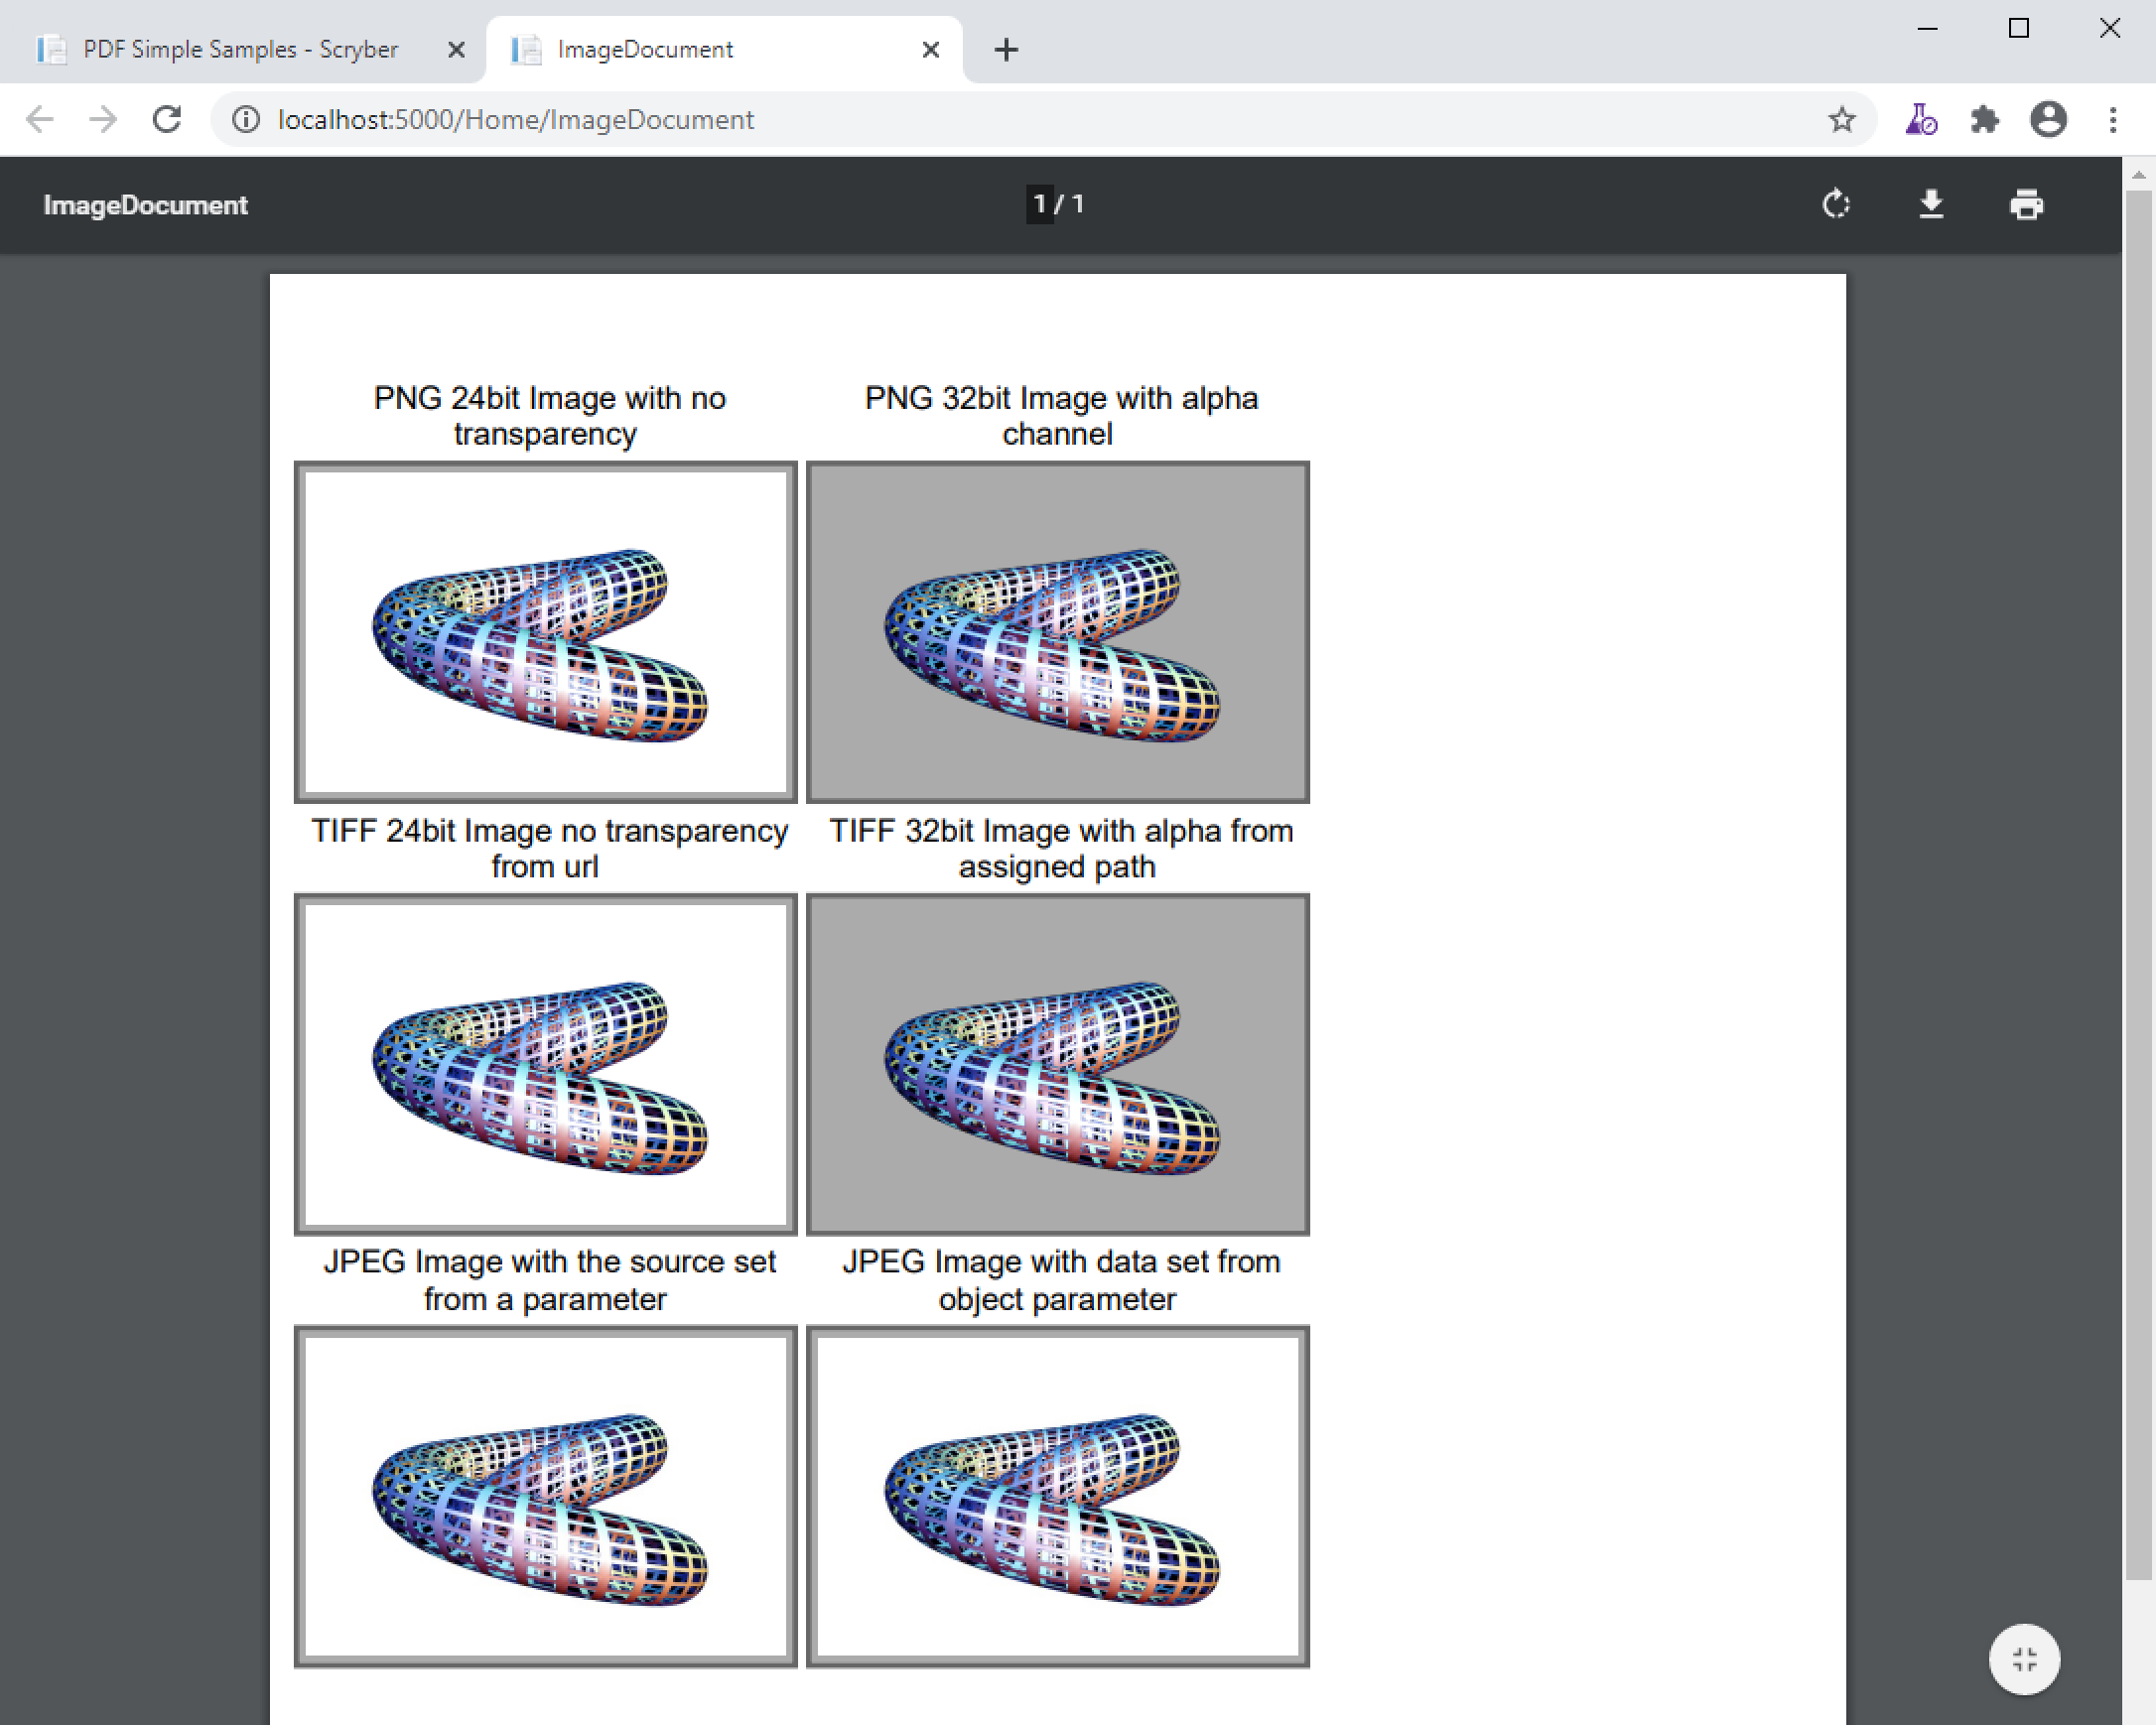 PDF Simple Samples - Scryber
ImageDocument
localhost:5000/Home/ImageDocument
ImageDocument
1 / 1
PNG 24bit Image with no
transparency
PNG 32bit Image with alpha
channel
TIFF 24bit Image no transparency
from url
TIFF 32bit Image with alpha from
assigned path
JPEG Image with the source set
from a parameter
JPEG Image with data set from
object parameter